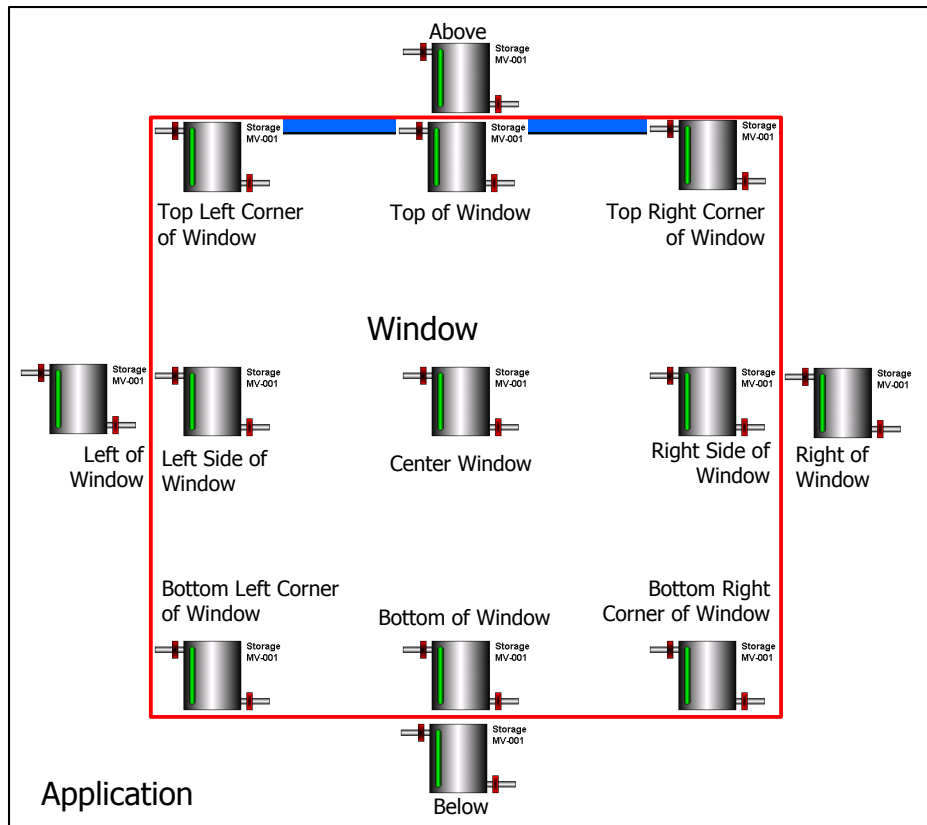 Above
Storage
MV-001
Storage
MV-001
Storage
MV-001
Storage
MV-001
Top Left Corner
of Window
Top of Window
Top Right Corner
of Window
Window
Storage
MV-001
Storage
MV-001
Storage
MV-001
Storage
MV-001
Storage
MV-001
Left of
Window
Left Side of
Window
Center Window
Right Side of
Window
Right of
Window
Bottom Left Corner
of Window
Bottom of Window
Bottom Right
Corner of Window
Storage
MV-001
Storage
MV-001
Storage
MV-001
Storage
MV-001
Application
Below